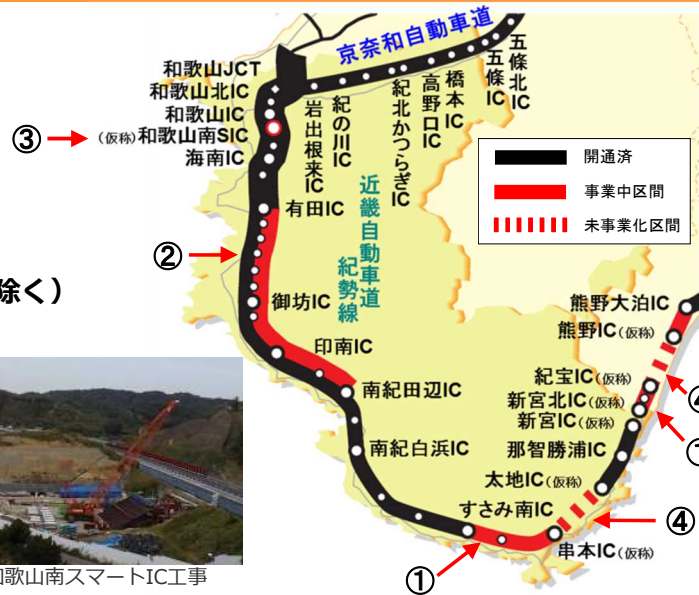 京奈和自動車道
和歌山JCT
和歌山北IC
和歌山IC
③
(仮称)和歌山南SIC
海南IC
岩出根来IC
紀の川IC
紀北かつらぎIC
高野口IC
橋本IC
五條IC
五條北IC
開通済
事業中区間
未事業化区間
近畿自動車道
紀勢線
有田IC
②
除く）
御坊IC
印南IC
南紀田辺IC
南紀白浜IC
熊野大泊IC
熊野IC(仮称)
紀宝IC(仮称)
新宮北IC(仮称)
新宮IC(仮称)
那智勝浦IC
太地IC(仮称)
すさみ南IC
④
串本IC(仮称)
①
歌山南スマートIC工事